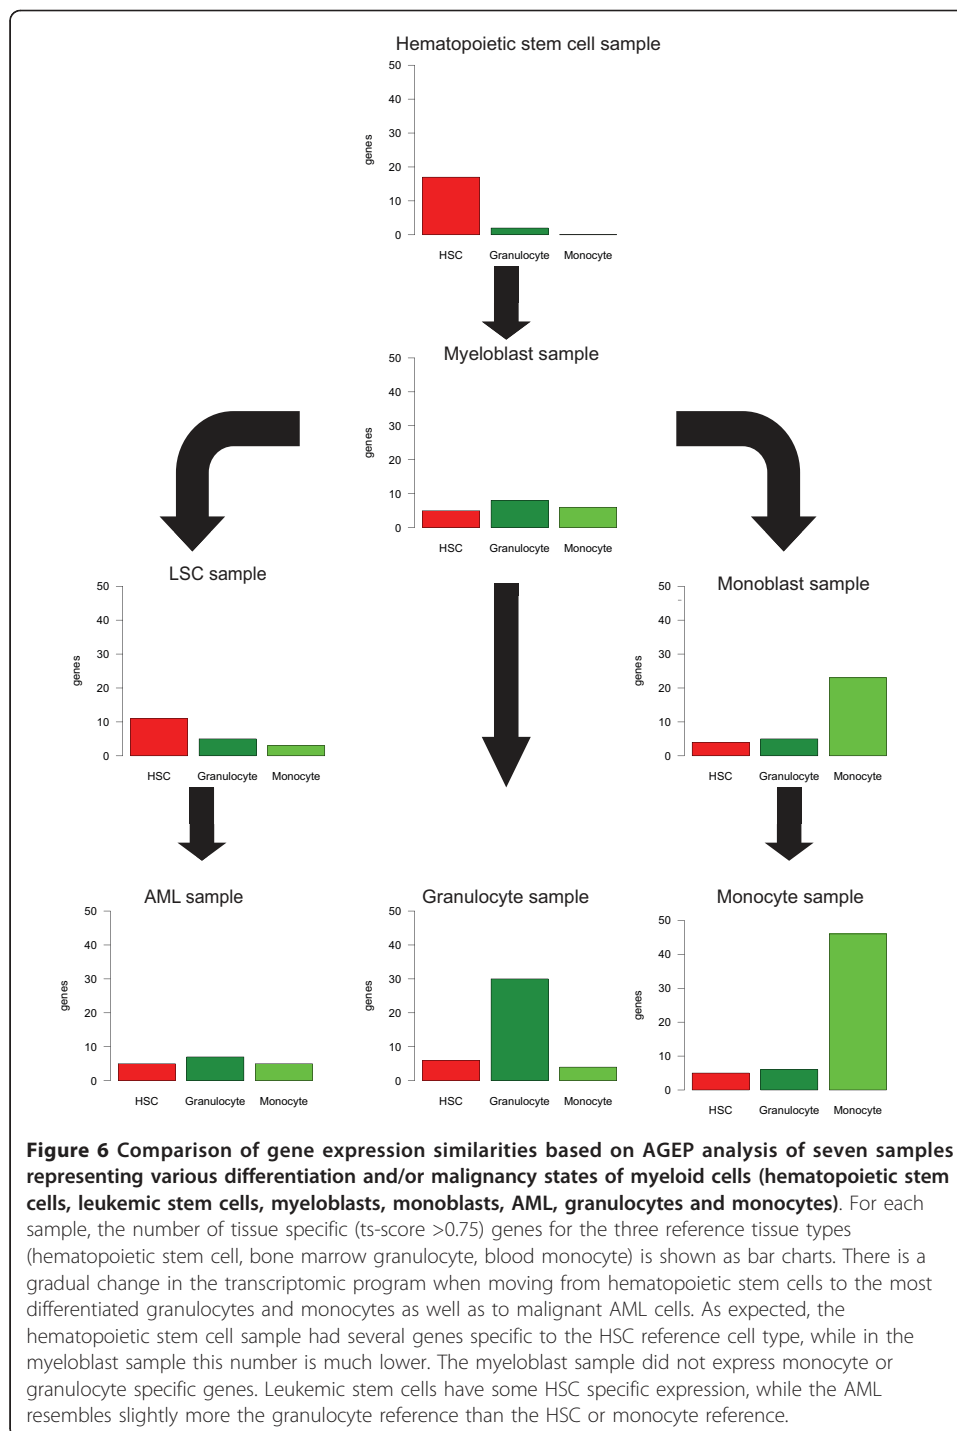 Hematopoietic stem cell sample
50
40
30
20
10
0
genes
HSC Granulocyte Monocyte
Myeloblast sample
50
40
30
20
10
0
genes
HSC Granulocyte Monocyte
LSC sample
50
40
30
20
10
0
genes
HSC Granulocyte Monocyte
Monoblast sample
50
40
30
20
10
0
genes
HSC Granulocyte Monocyte
AML sample
50
40
30
20
10
0
genes
HSC Granulocyte Monocyte
Granulocyte sample
50
40
30
20
10
0
genes
HSC Granulocyte Monocyte
Monocyte sample
50
40
30
20
10
0
genes
HSC Granulocyte Monocyte
Figure 6 Comparison of gene expression similarities based on AGEP analysis of seven samples
representing various differentiation and/or malignancy states of myeloid cells (hematopoietic stem
cells, leukemic stem cells, myeloblasts, monoblasts, AML, granulocytes and monocytes). For each
sample, the number of tissue specific (ts-score >0.75) genes for the three reference tissue types
(hematopoietic stem cell, bone marrow granulocyte, blood monocyte) is shown as bar charts. There is a
gradual change in the transcriptomic program when moving from hematopoietic stem cells to the most
differentiated granulocytes and monocytes as well as to malignant AML cells. As expected, the
hematopoietic stem cell sample had several genes specific to the HSC reference cell type, while in the
myeloblast sample this number is much lower. The myeloblast sample did not express monocyte or
granulocyte specific genes. Leukemic stem cells have some HSC specific expression, while the AML
resembles slightly more the granulocyte reference than the HSC or monocyte reference.